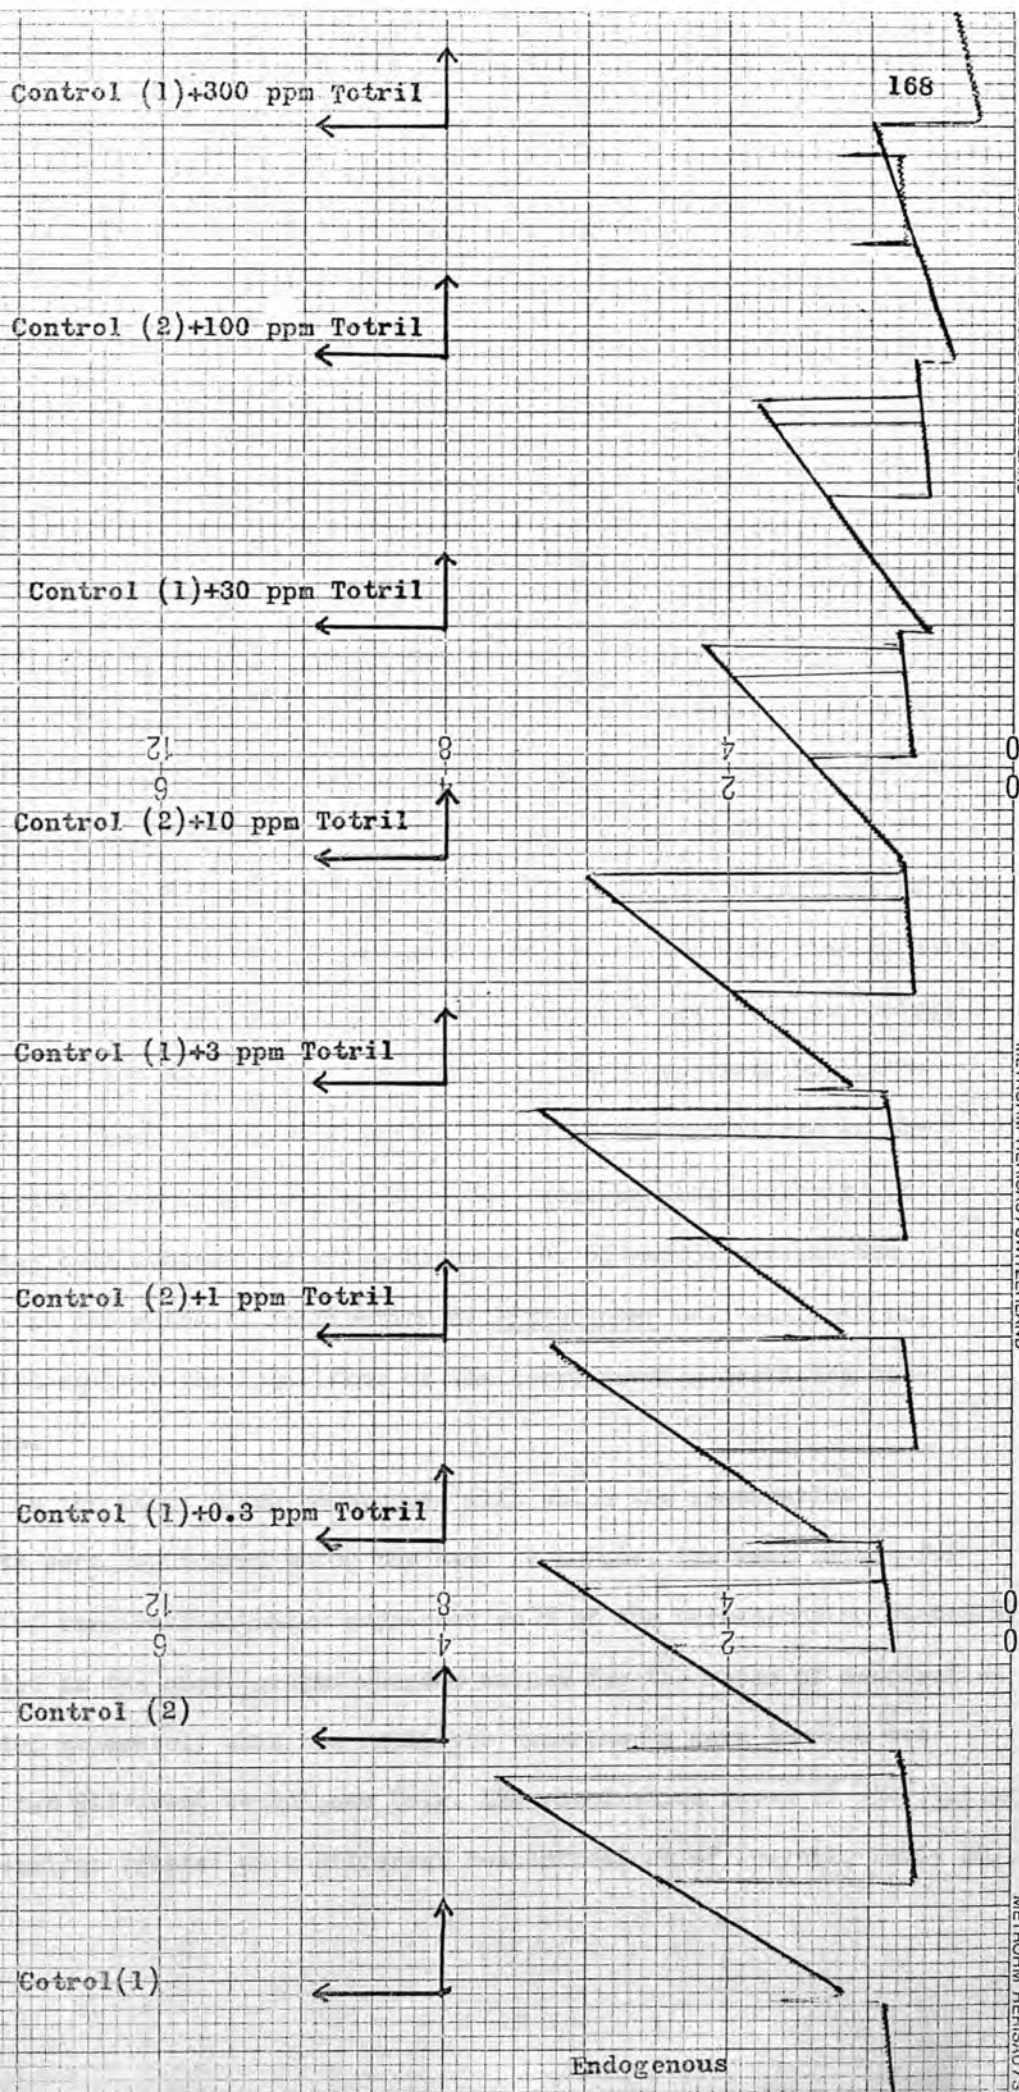 168
Control (1)+300 ppm Totril
Control (2)+100 ppm Totril
Control (1)+30 ppm Totril
12 8 4 0
6 4 2 0
Control (2)+10 ppm Totril
Control (1)+3 ppm Totril
Control (2)+1 ppm Totril
Control (1)+0.3 ppm Totril
12 8 4 0
6 4 2 0
Control (2)
Cotrol(1)
Endogenous